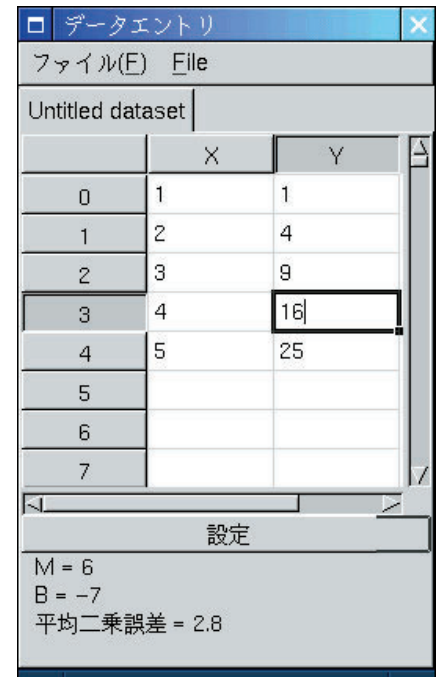 データエントリ
ファイル(F) File
Untitled dataset
X Y
0 1 1
1 2 4
2 3 9
3 4 16
4 5 25
5
6
7
設定
M = 6
B = -7
平均二乗誤差 = 2.8